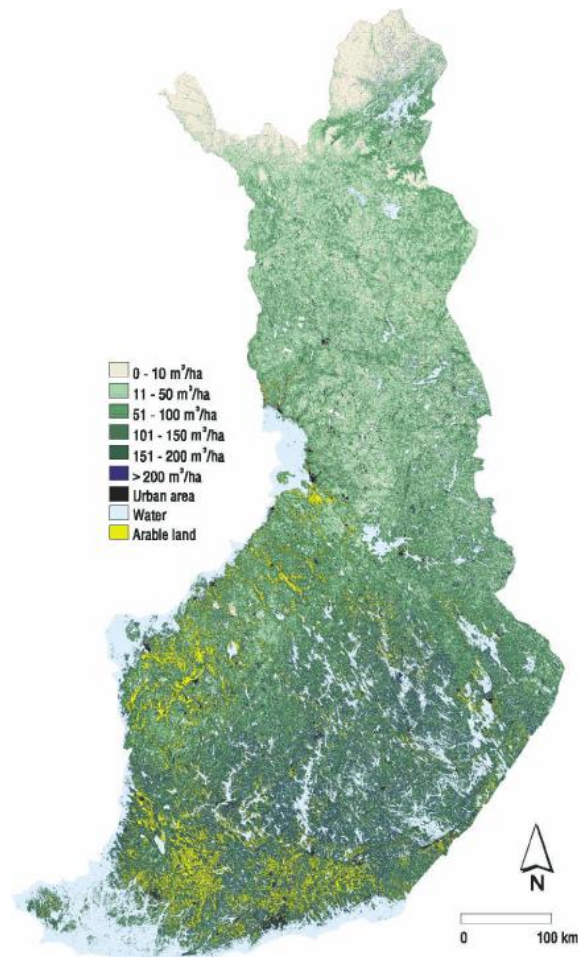 0 - 10 m³/ha
11 - 50 m³/ha
51 - 100 m³/ha
101 - 150 m³/ha
151 - 200 m³/ha
> 200 m³/ha
Urban area
Water
Arable land
N
0 100 km